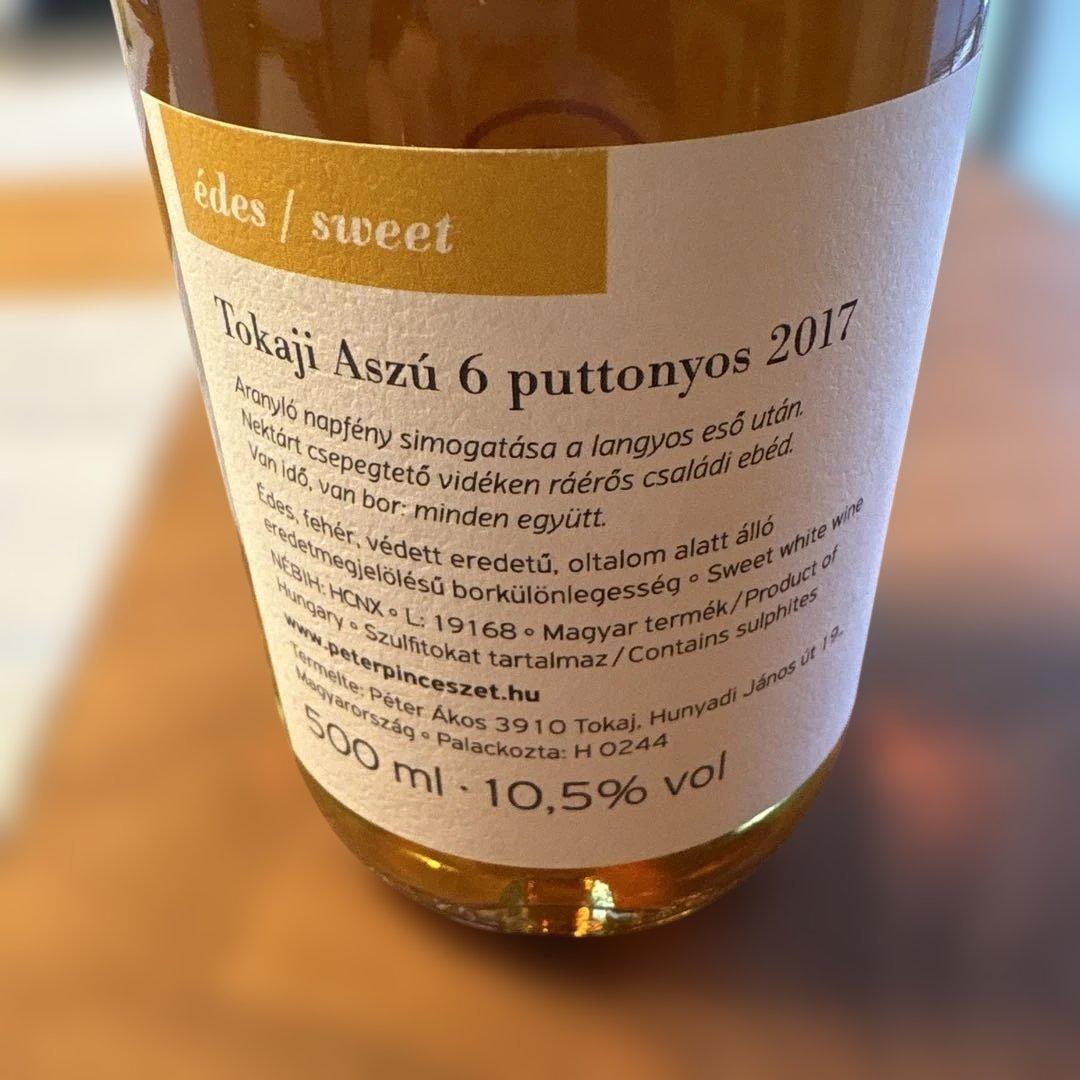 édes / sweet
Tokaji Aszú 6 puttonyos 2017
Aranyló napfény simogatása a langyos eső után.
Nektárt csepegtető vidéken ráérős családi ebéd.
Van idő, van bor: minden együtt.
Édes, fehér, védett eredetű, oltalom alatt álló
eredetmegjelölésű borkülönlegesség ° Sweet white wine
NÉBIH: HCNX ° L: 19168 ° Magyar termék/Product of
Hungary ° Szulfitokat tartalmaz/Contains sulphites
www.peterpinceszet.hu
Termelte: Péter Ákos 3910 Tokaj, Hunyadi János út 19.
Magyarország ° Palackozta: H 0244
500 ml · 10,5% vol